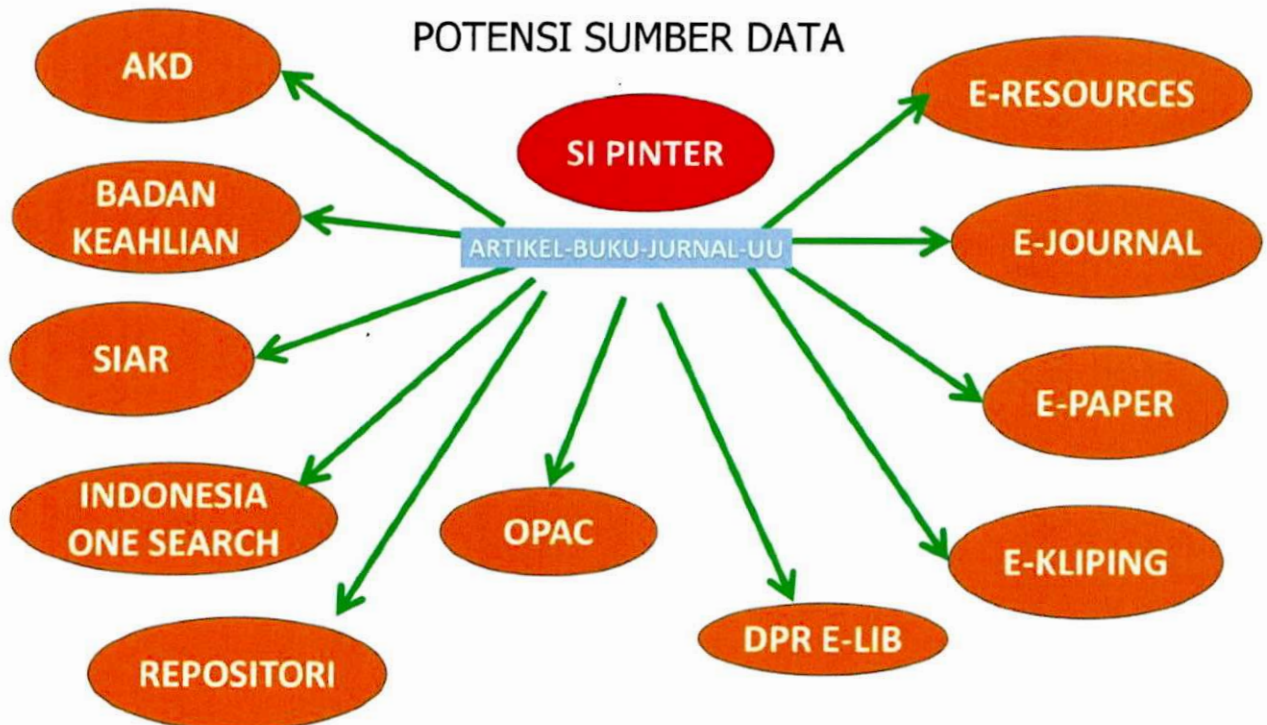 POTENSI SUMBER DATA
AKD
SI PINTER
E-RESOURCES
BADAN
KEAHLIAN
ARTIKEL-BUKU-JURNAL-UU
E-JOURNAL
SIAR
E-PAPER
INDONESIA
ONE SEARCH
OPAC
E-KLIPING
REPOSITORI
DPR E-LIB